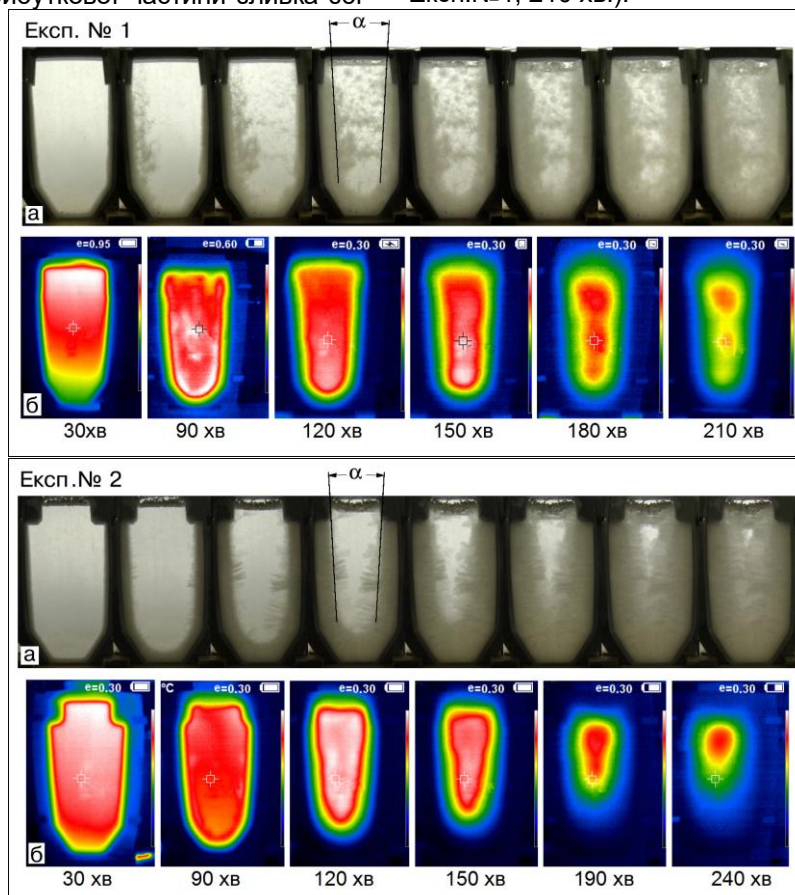 Експ. № 1
α
а
e=0.95 e=0.60 e=0.30 e=0.30 e=0.30 e=0.30
б
30хв 90 хв 120 хв 150 хв 180 хв 210 хв
Експ.№ 2
α
а
e=0.30 °C e=0.30 e=0.30 e=0.30 e=0.30 e=0.30
б
30 хв 90 хв 120 хв 150 хв 190 хв 240 хв